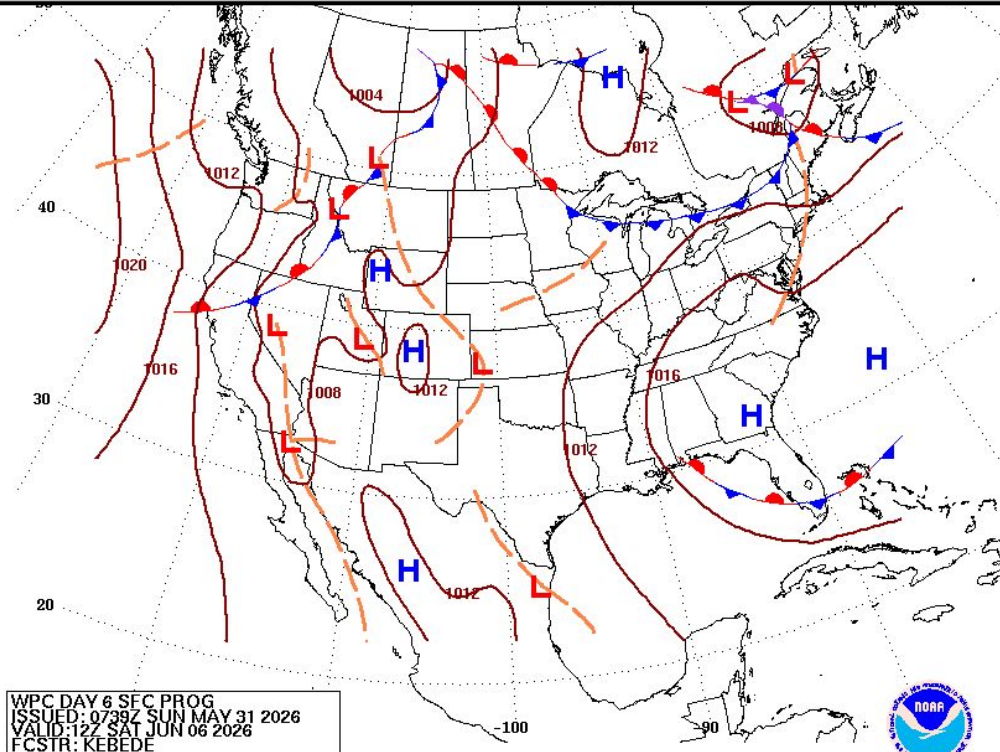 H
L
1004
L
1008
1012
L
1012
40
L
H
1020
L
L
H
L
H
1016
1016
1008
1012
30
H
L
1012
H
1012
L
20
WPC DAY 6 SFC PROG
ISSUED: 0739Z SUN MAY 31 2026
VALID:12Z SAT JUN 06 2026
FCSTR: KEBEDE
-100
-90
NOAA